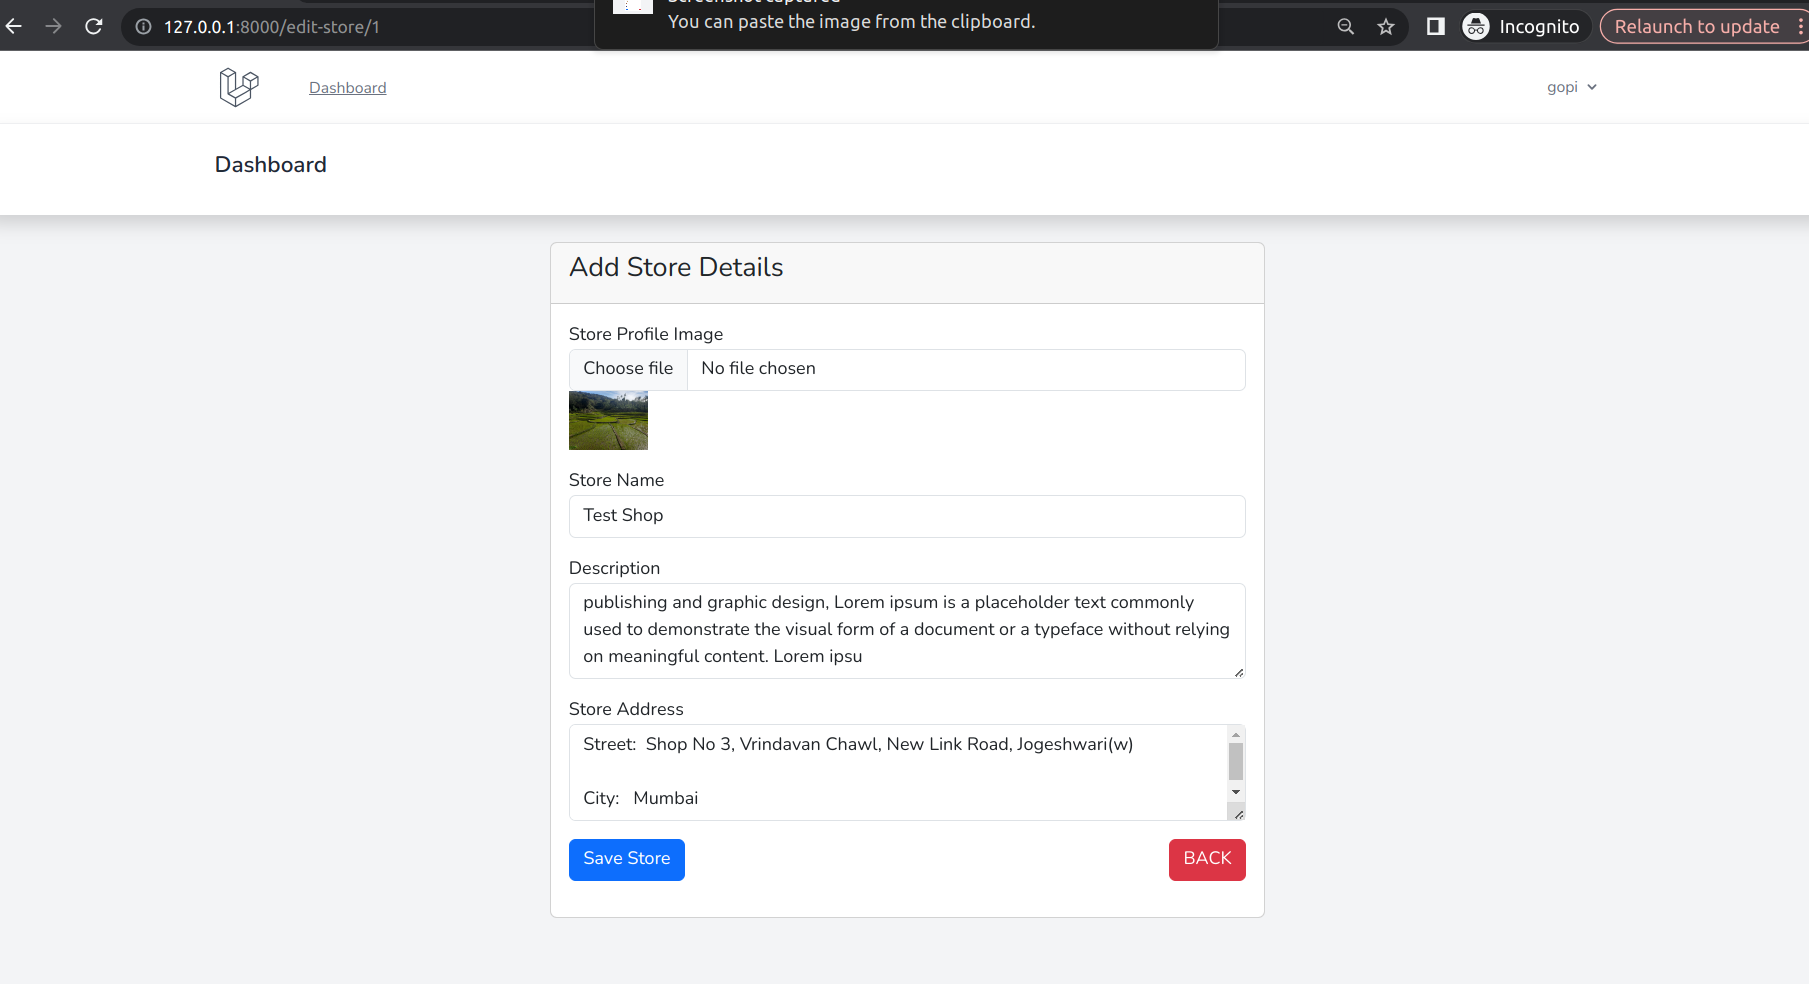 Screenshot captured
You can paste the image from the clipboard.
127.0.0.1:8000/edit-store/1
Incognito
Relaunch to update
Dashboard
gopi
Dashboard
Add Store Details
Store Profile Image
Choose file
No file chosen
Store Name
Test Shop
Description
publishing and graphic design, Lorem ipsum is a placeholder text commonly
used to demonstrate the visual form of a document or a typeface without relying
on meaningful content. Lorem ipsu
Store Address
Street:  Shop No 3, Vrindavan Chawl, New Link Road, Jogeshwari(w)
City:   Mumbai
Save Store
BACK